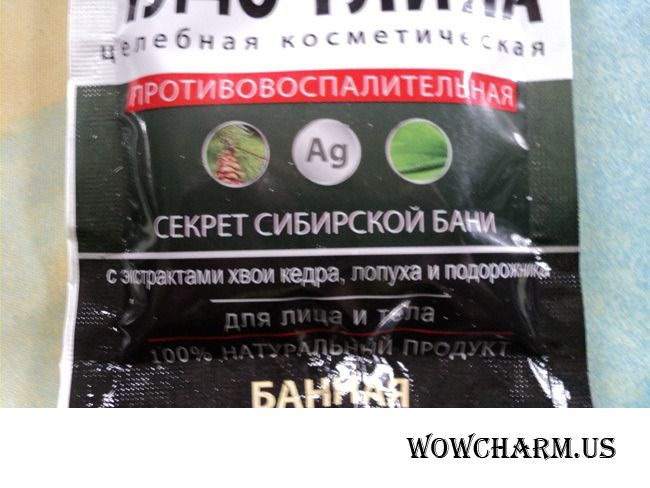 целебная косметическая
ПРОТИВОВОСПАЛИТЕЛЬНАЯ
Ag
СЕКРЕТ СИБИРСКОЙ БАНИ
с экстрактами хвои кедра, лопуха и подорожника
для лица и тела
100% НАТУРАЛЬНЫЙ ПРОДУКТ
БАННАЯ
WOWCHARM.US